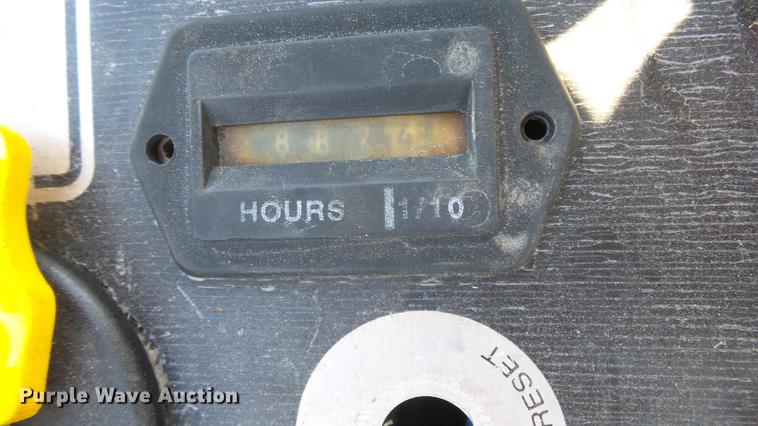 HOURS 1/10
RESET
Purple Wave Auction®